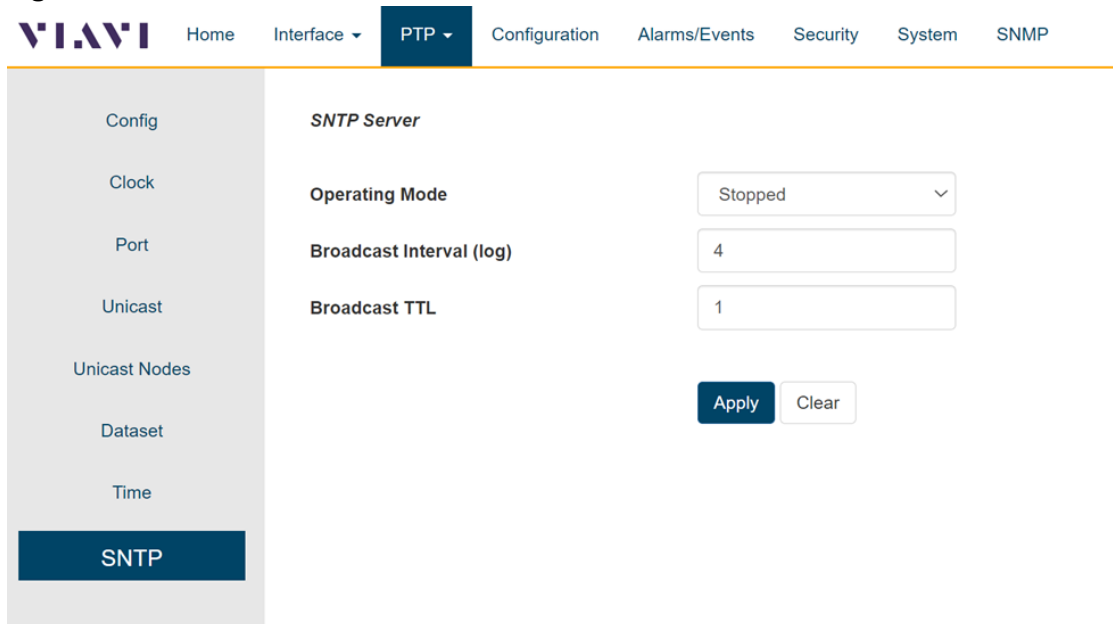 VIAVI Home Interface PTP Configuration Alarms/Events Security System SNMP
Config
Clock
Port
Unicast
Unicast Nodes
Dataset
Time
SNTP
SNTP Server
Operating Mode Stopped
Broadcast Interval (log) 4
Broadcast TTL 1
Apply Clear